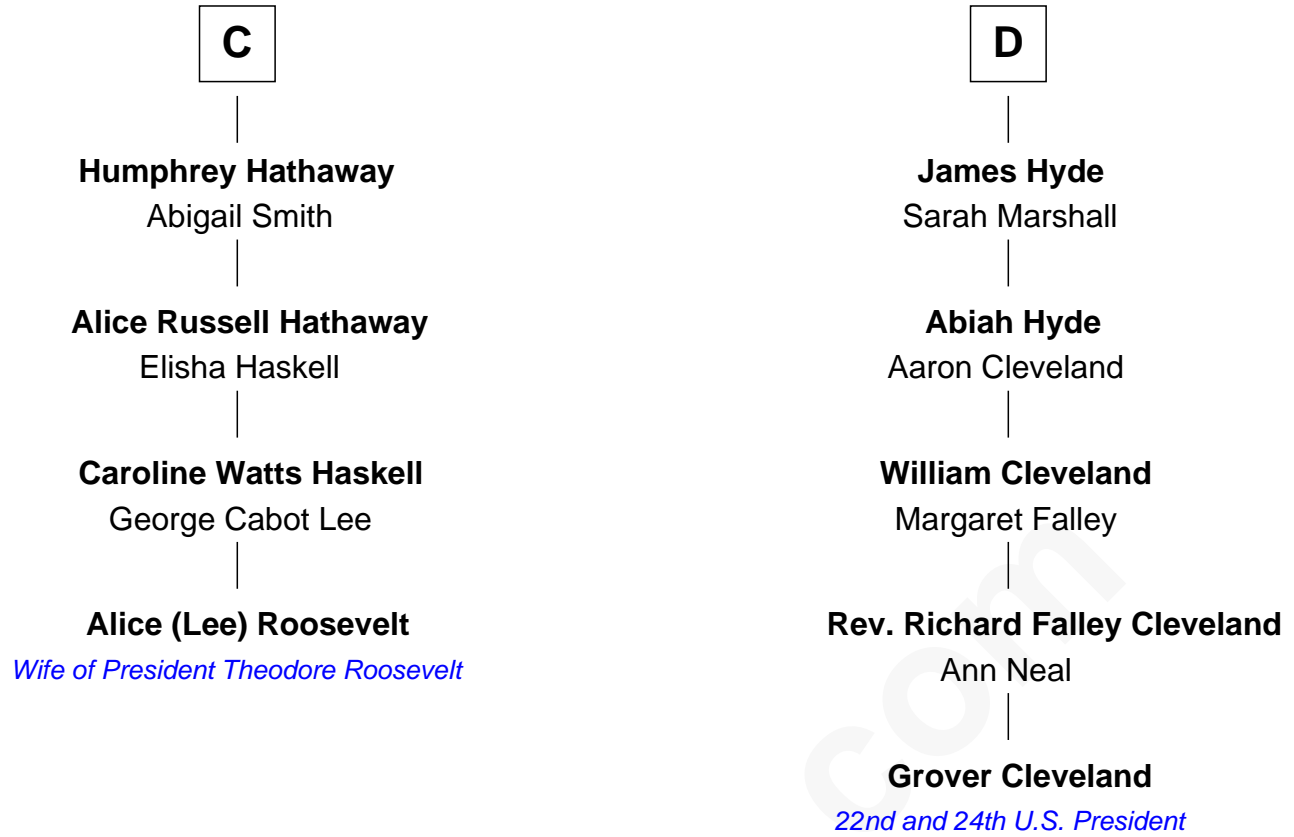 C
Humphrey Hathaway
Abigail Smith
Alice Russell Hathaway
Elisha Haskell
Caroline Watts Haskell
George Cabot Lee
Alice (Lee) Roosevelt
Wife of President Theodore Roosevelt
D
James Hyde
Sarah Marshall
Abiah Hyde
Aaron Cleveland
William Cleveland
Margaret Falley
Rev. Richard Falley Cleveland
Ann Neal
Grover Cleveland
22nd and 24th U.S. President
com